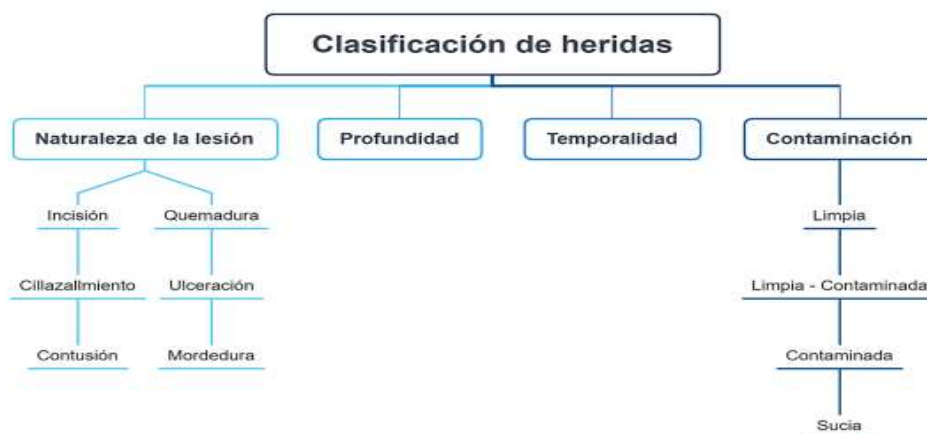 Clasificación de heridas
Naturaleza de la lesión
Profundidad
Temporalidad
Contaminación
Incisión
Quemadura
Cillazallmiento
Ulceración
Contusión
Mordedura
Limpia
Limpia - Contaminada
Contaminada
Sucia